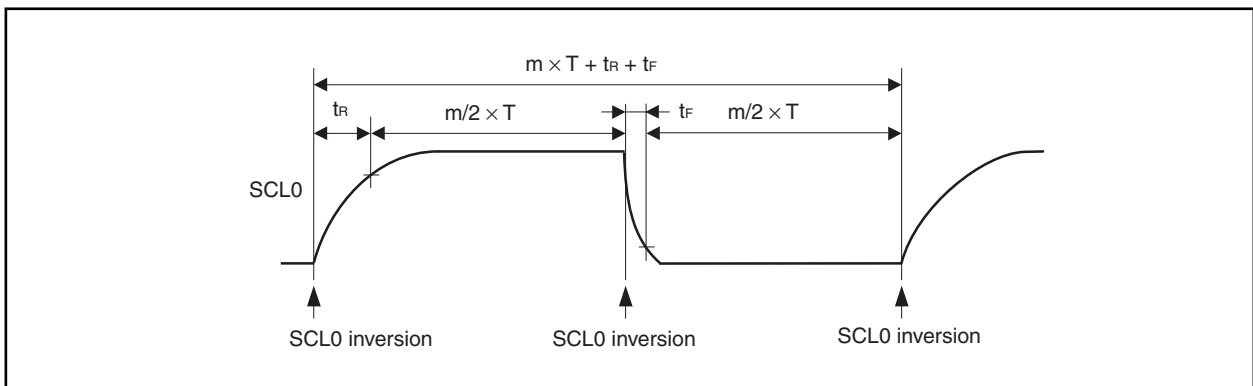 m × T + tR + tF
tR
m/2 × T
tF
m/2 × T
SCL0
SCL0 inversion
SCL0 inversion
SCL0 inversion